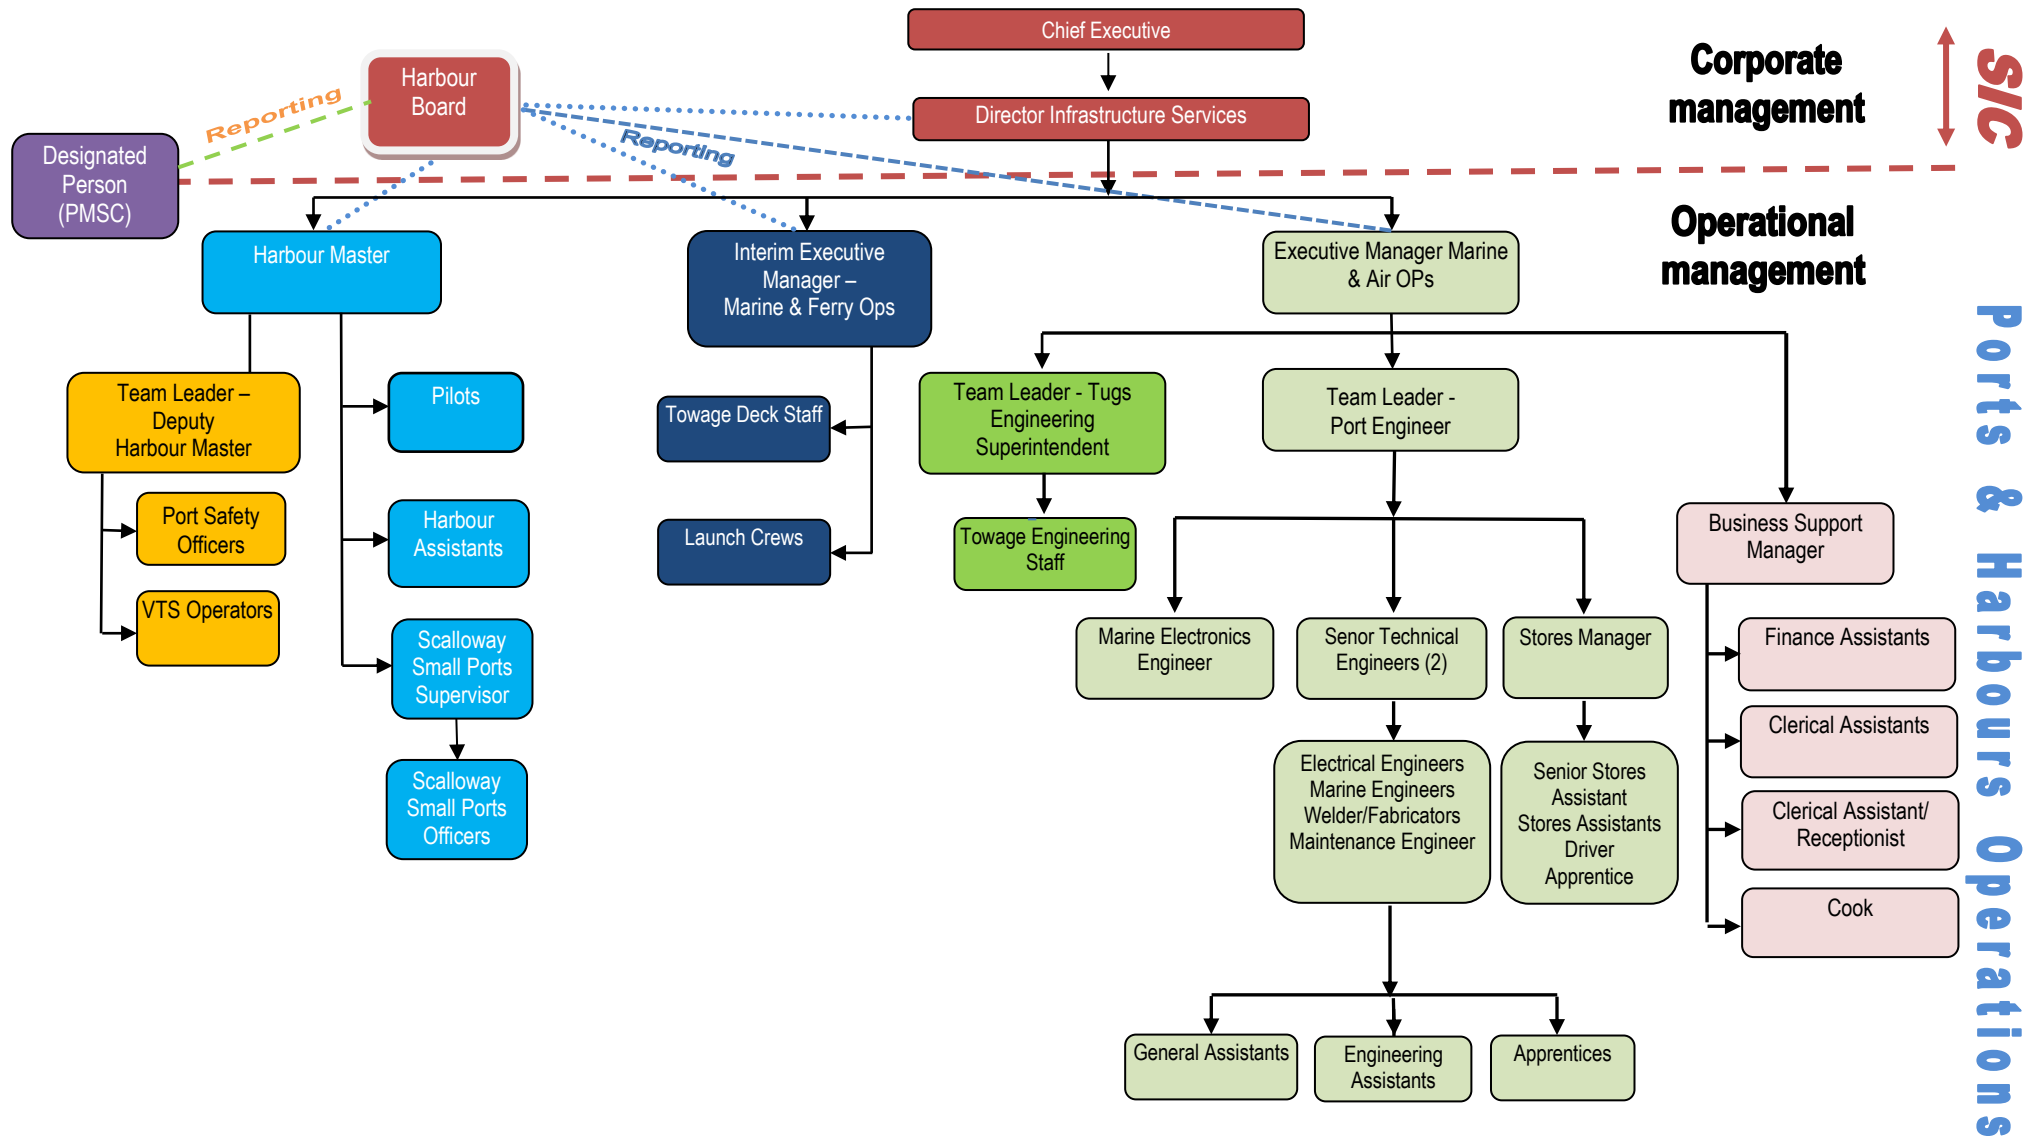 Chief Executive
Corporate
management
SIC
Harbour
Board
Reporting
Director Infrastructure Services
Reporting
Designated
Person
(PMSC)
Operational
management
Harbour Master
Interim Executive
Manager –
Marine & Ferry Ops
Executive Manager Marine
& Air OPs
Ports & Harbours Operations
Team Leader –
Deputy
Harbour Master
Pilots
Towage Deck Staff
Team Leader - Tugs
Engineering
Superintendent
Team Leader -
Port Engineer
Port Safety
Officers
Harbour
Assistants
Launch Crews
Towage Engineering
Staff
Business Support
Manager
VTS Operators
Scalloway
Small Ports
Supervisor
Marine Electronics
Engineer
Senor Technical
Engineers (2)
Stores Manager
Finance Assistants
Clerical Assistants
Scalloway
Small Ports
Officers
Electrical Engineers
Marine Engineers
Welder/Fabricators
Maintenance Engineer
Senior Stores
Assistant
Stores Assistants
Driver
Apprentice
Clerical Assistant/
Receptionist
Cook
General Assistants
Engineering
Assistants
Apprentices